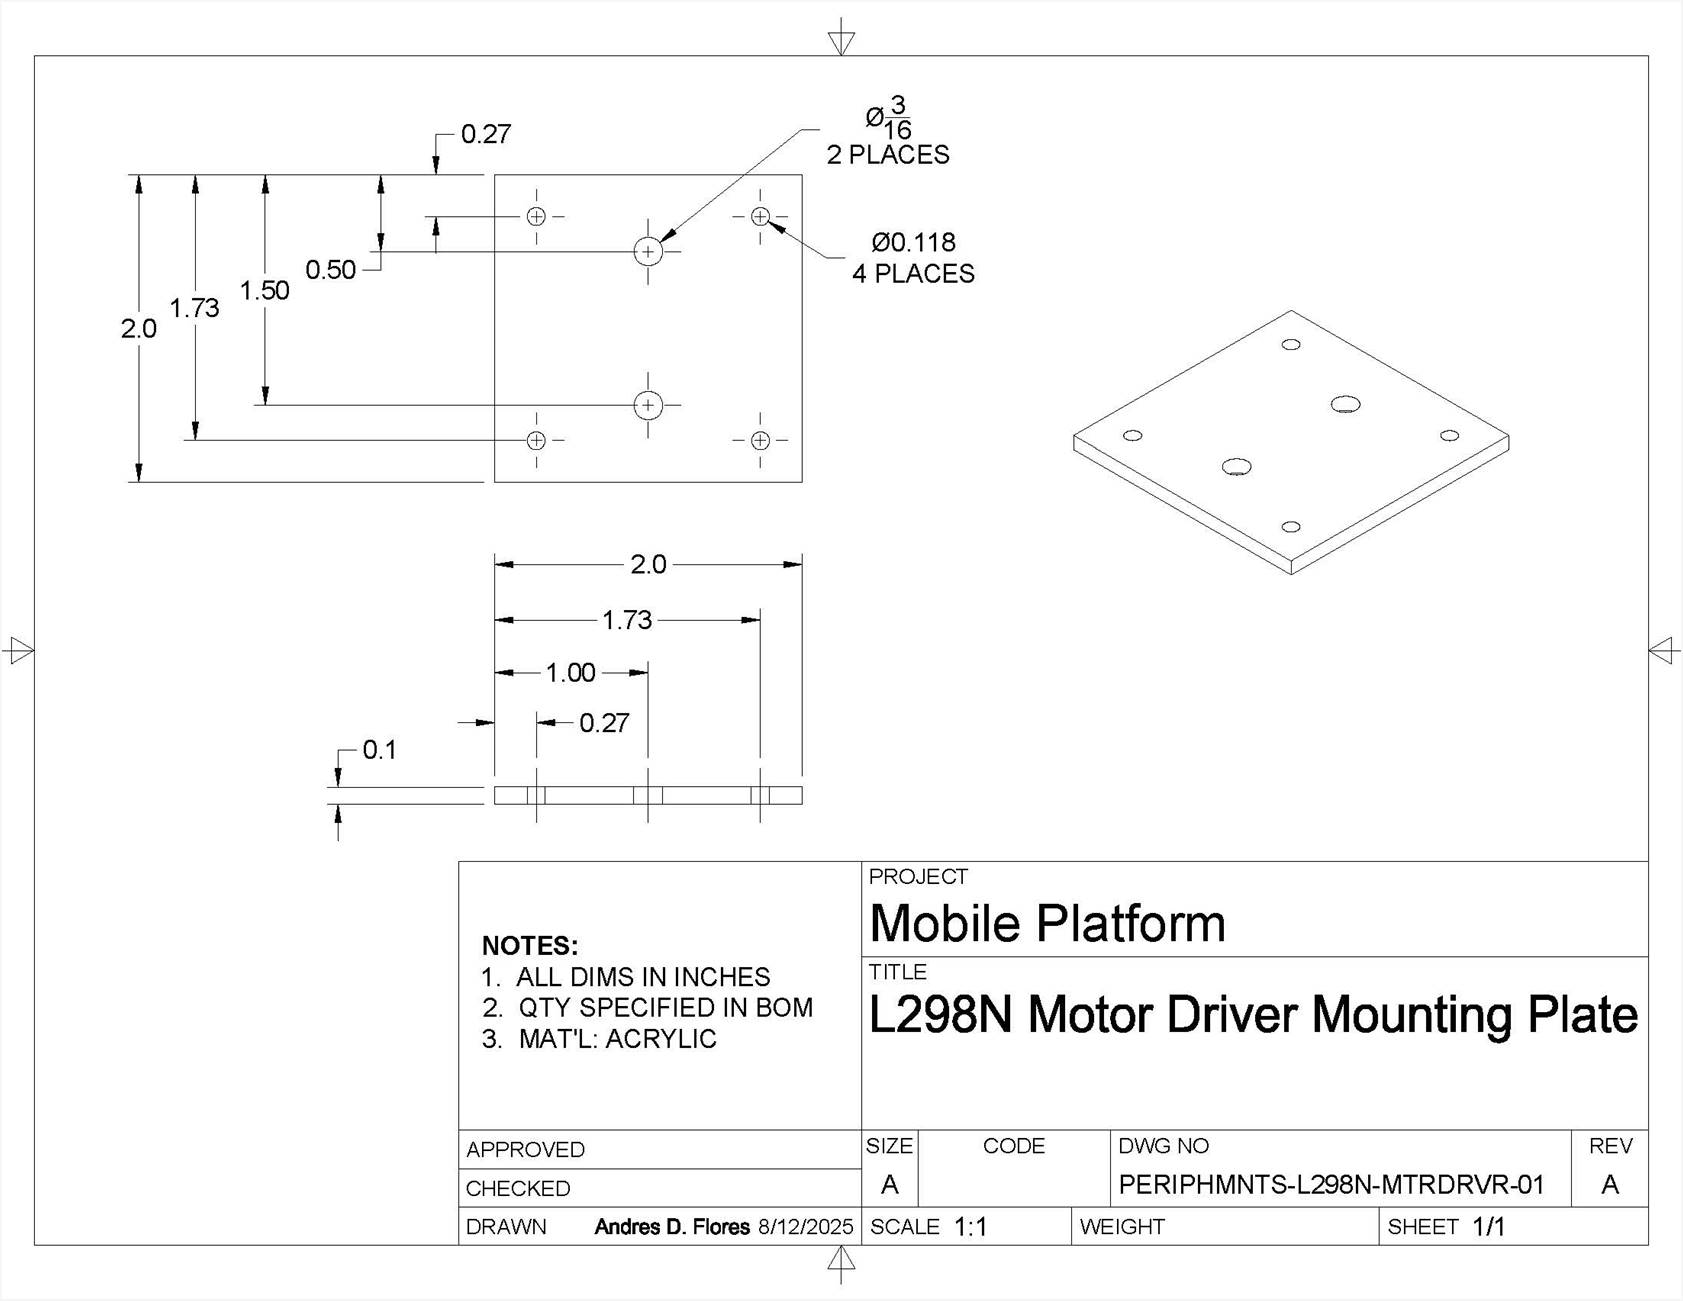 0.27
Ø3/16
2 PLACES
Ø0.118
4 PLACES
0.50
1.50
1.73
2.0
2.0
1.73
1.00
0.27
0.1
NOTES:
1. ALL DIMS IN INCHES
2. QTY SPECIFIED IN BOM
3. MAT'L: ACRYLIC
PROJECT
Mobile Platform
TITLE
L298N Motor Driver Mounting Plate
APPROVED
CHECKED
DRAWN Andres D. Flores 8/12/2025
SIZE
A
CODE
DWG NO
PERIPHMNTS-L298N-MTRDRVR-01
REV
A
SCALE 1:1
WEIGHT
SHEET 1/1